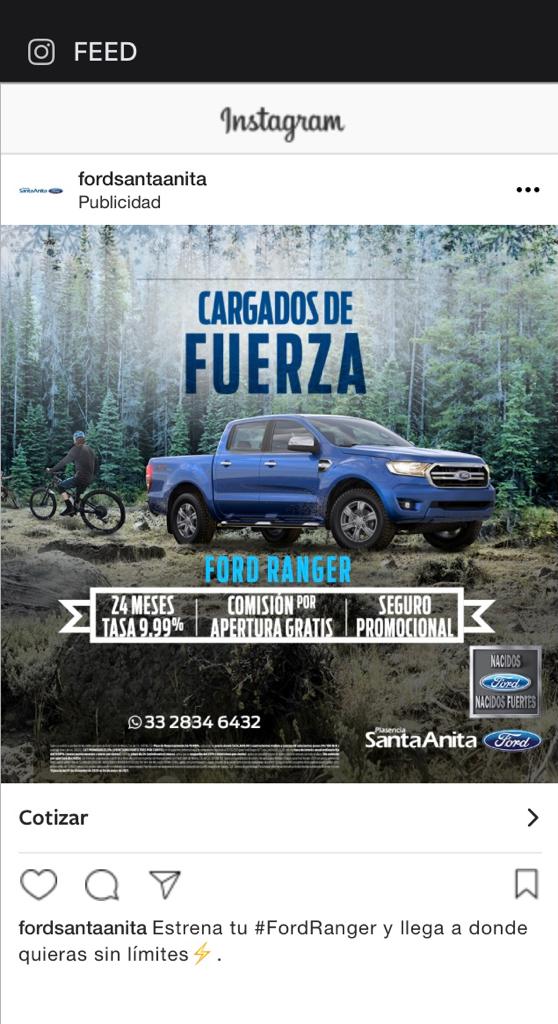 FEED
Instagram
fordsantaanita
Publicidad
CARGADOS DE
FUERZA
FORD RANGER
24 MESES
TASA 9.99%
COMISIÓN POR
APERTURA GRATIS
SEGURO
PROMOCIONAL
NACIDOS
Ford
NACIDOS FUERTES
33 2834 6432
Plasencia
SantaAnita Ford
Cotizar
fordsantaanita Estrena tu #FordRanger y llega a donde
quieras sin límites⚡.